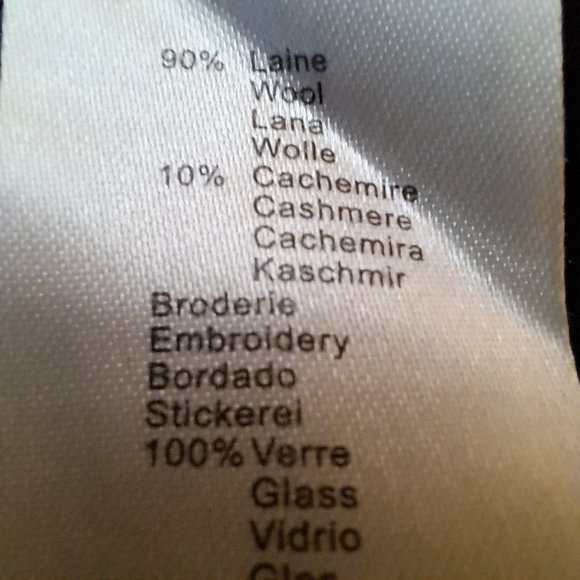 90% Laine
Wool
Lana
Wolle
10% Cachemire
Cashmere
Cachemira
Kaschmir
Broderie
Embroidery
Bordado
Stickerei
100% Verre
Glass
Vidrio